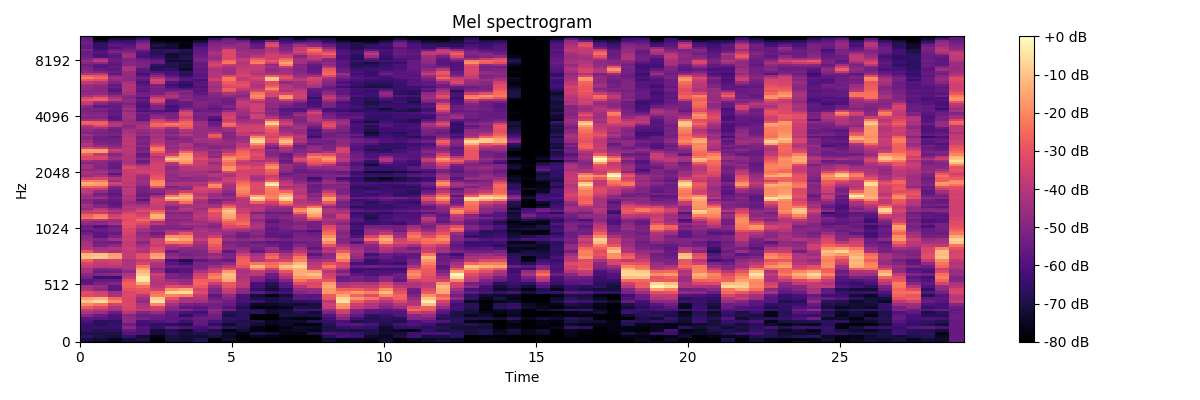 Mel spectrogram
Hz
8192
4096
2048
1024
512
0
0 5 10 15 20 25
Time
+0 dB
-10 dB
-20 dB
-30 dB
-40 dB
-50 dB
-60 dB
-70 dB
-80 dB